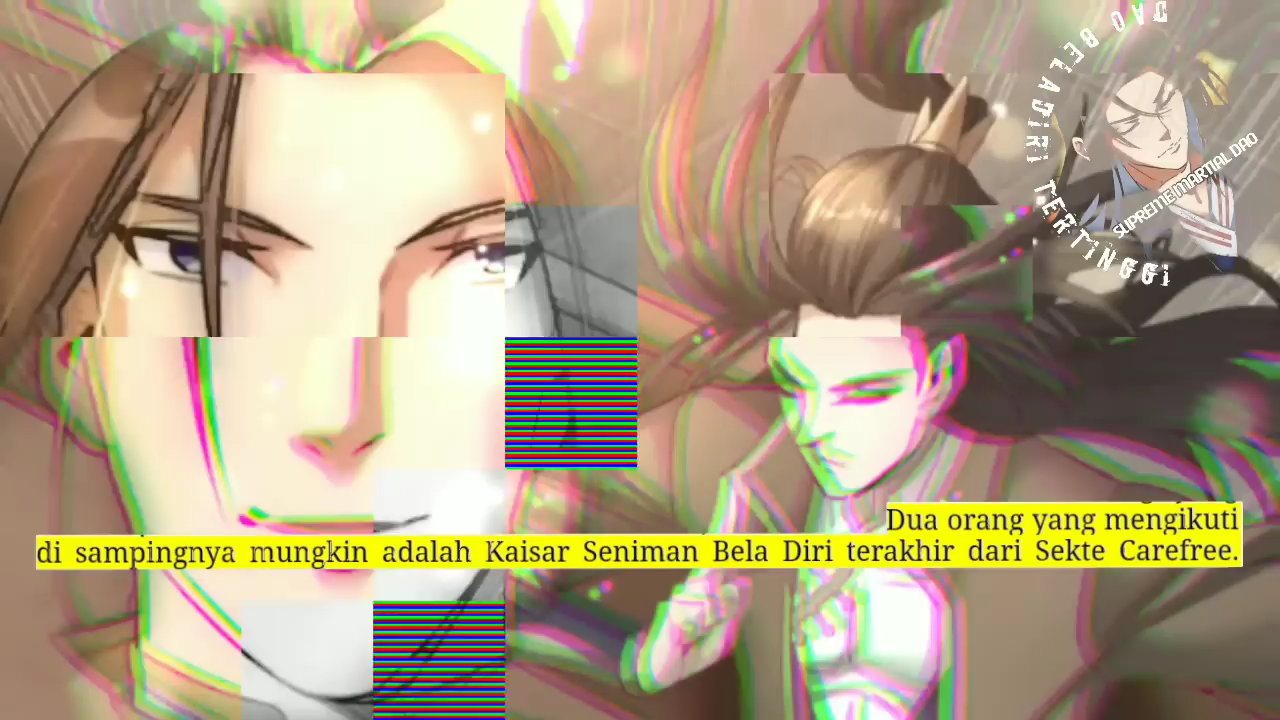 DAO BELADIRI TERTINGGI
SUPREME MARTIAL DAO
Dua orang yang mengikuti
di sampingnya mungkin adalah Kaisar Seniman Bela Diri terakhir dari Sekte Carefree.